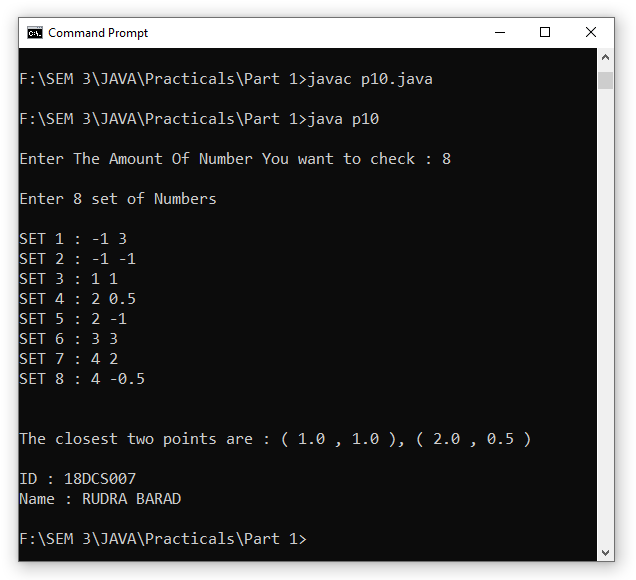 Command Prompt
F:\SEM 3\JAVA\Practicals\Part 1>javac p10.java
F:\SEM 3\JAVA\Practicals\Part 1>java p10
Enter The Amount Of Number You want to check : 8
Enter 8 set of Numbers
SET 1 : -1 3
SET 2 : -1 -1
SET 3 : 1 1
SET 4 : 2 0.5
SET 5 : 2 -1
SET 6 : 3 3
SET 7 : 4 2
SET 8 : 4 -0.5
The closest two points are : ( 1.0 , 1.0 ), ( 2.0 , 0.5 )
ID : 18DCS007
Name : RUDRA BARAD
F:\SEM 3\JAVA\Practicals\Part 1>